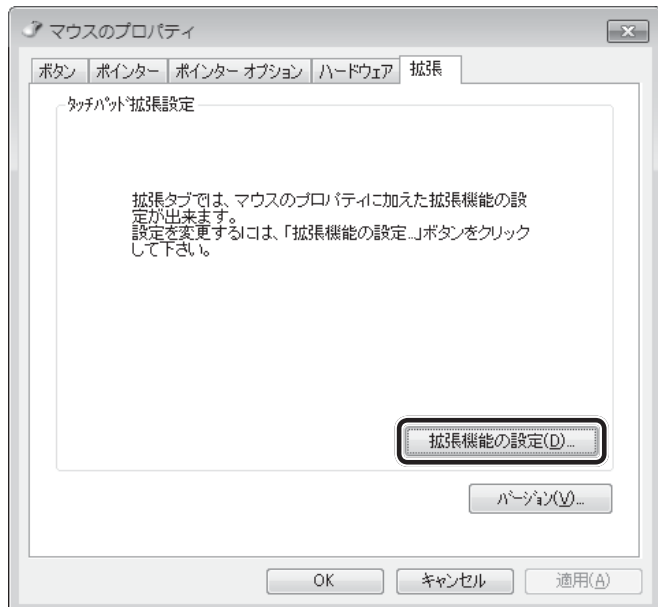 マウスのプロパティ
ボタン ポインター ポインター オプション ハードウェア 拡張
ﾀｯﾁﾊﾟｯﾄﾞ拡張設定
拡張タブでは、マウスのプロパティに加えた拡張機能の設
定が出来ます。
設定を変更するには、「拡張機能の設定...」ボタンをクリック
して下さい。
拡張機能の設定(D)...
ﾊﾞｰｼﾞｮﾝ(V)...
OK キャンセル 適用(A)